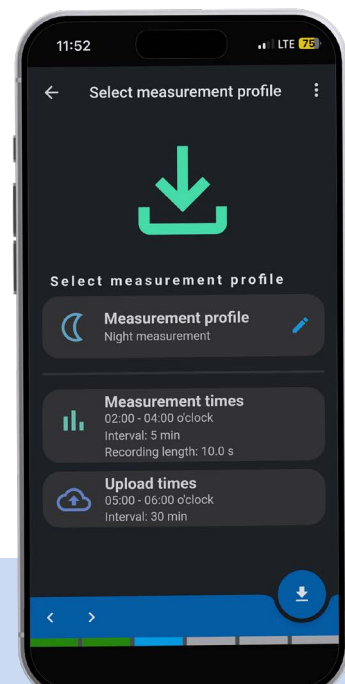 11:52
LTE 75
Select measurement profile
Select measurement profile
Measurement profile
Night measurement
Measurement times
02:00 - 04:00 o'clock
Interval: 5 min
Recording length: 10.0 s
Upload times
05:00 - 06:00 o'clock
Interval: 30 min